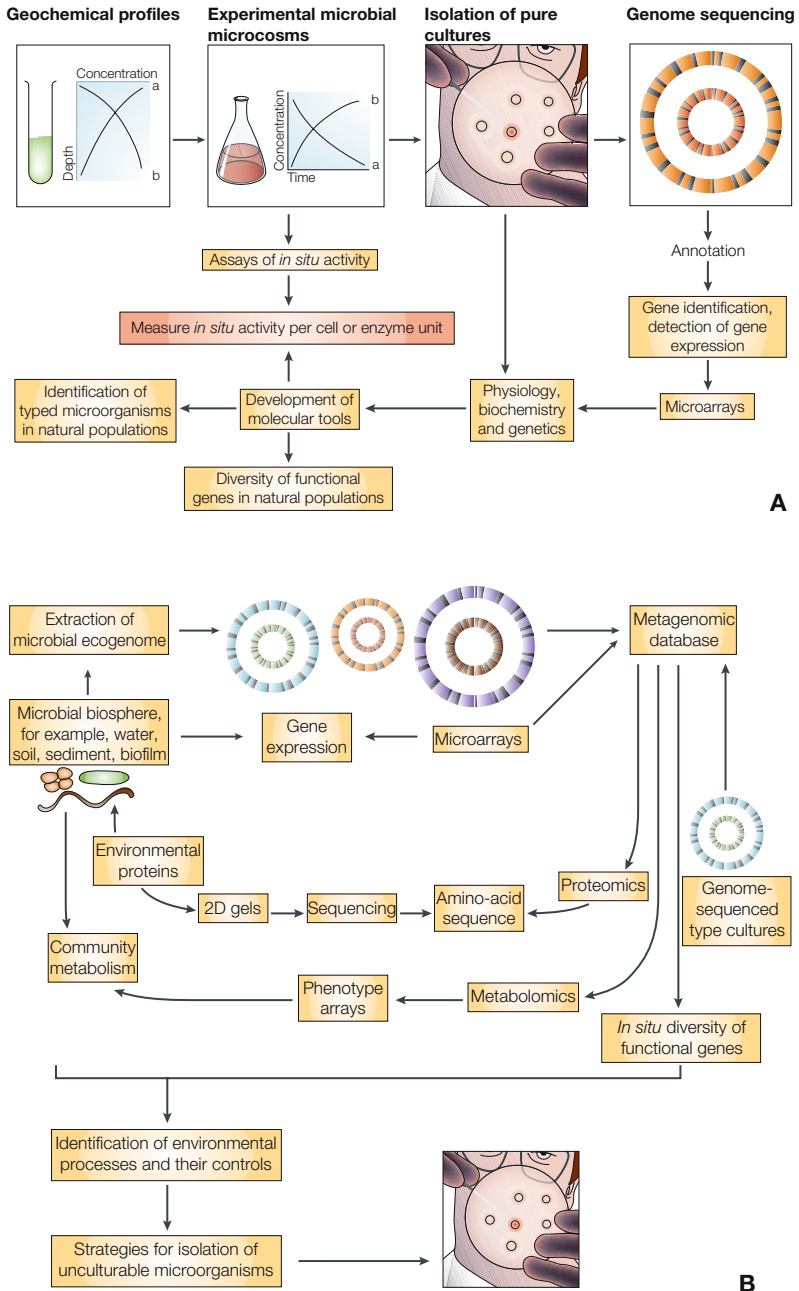 Geochemical profiles
Experimental microbial
microcosms
Isolation of pure
cultures
Genome sequencing
Concentration
a
Depth
b
Concentration
b
a
Time
Assays of in situ activity
Annotation
Measure in situ activity per cell or enzyme unit
Gene identification,
detection of gene
expression
Identification of
typed microorganisms
in natural populations
Development of
molecular tools
Physiology,
biochemistry
and genetics
Microarrays
Diversity of functional
genes in natural populations
A
Extraction of
microbial ecogenome
Metagenomic
database
Microbial biosphere,
for example, water,
soil, sediment, biofilm
Gene
expression
Microarrays
Environmental
proteins
2D gels
Sequencing
Amino-acid
sequence
Proteomics
Genome-
sequenced
type cultures
Community
metabolism
Phenotype
arrays
Metabolomics
In situ diversity of
functional genes
Identification of environmental
processes and their controls
Strategies for isolation of
unculturable microorganisms
B